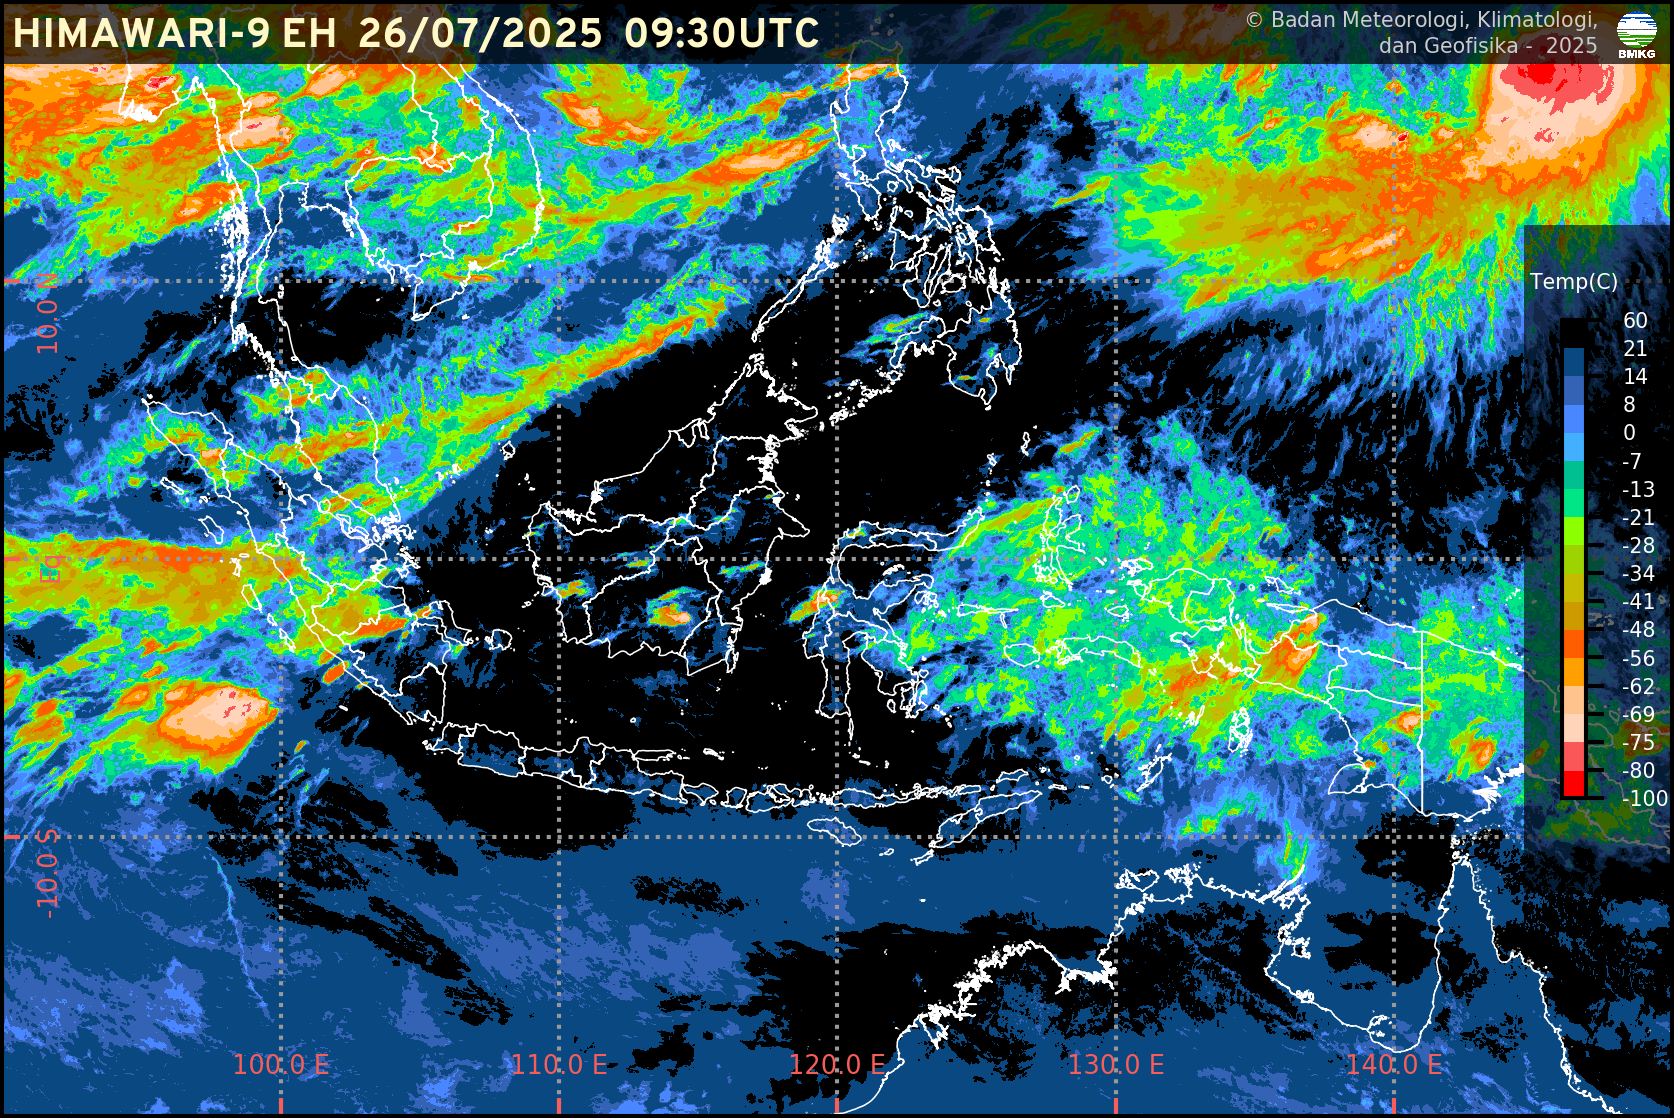 HIMAWARI-9 EH 26/07/2025 09:30UTC
© Badan Meteorologi, Klimatologi,
dan Geofisika - 2025
BMKG
Temp(C)
60
21
14
8
0
-7
-13
-21
-28
-34
-41
-48
-56
-62
-69
-75
-80
-100
10.0 N
Eq
-10.0 S
100.0 E
110.0 E
120.0 E
130.0 E
140.0 E